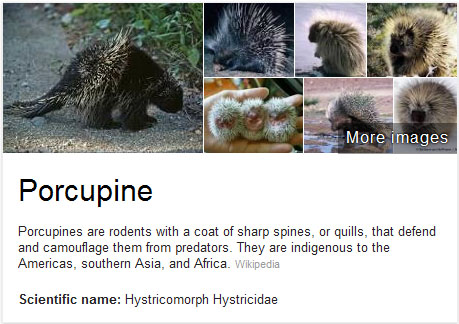 More images
Porcupine
Porcupines are rodents with a coat of sharp spines, or quills, that defend
and camouflage them from predators. They are indigenous to the
Americas, southern Asia, and Africa. Wikipedia
Scientific name: Hystricomorph Hystricidae